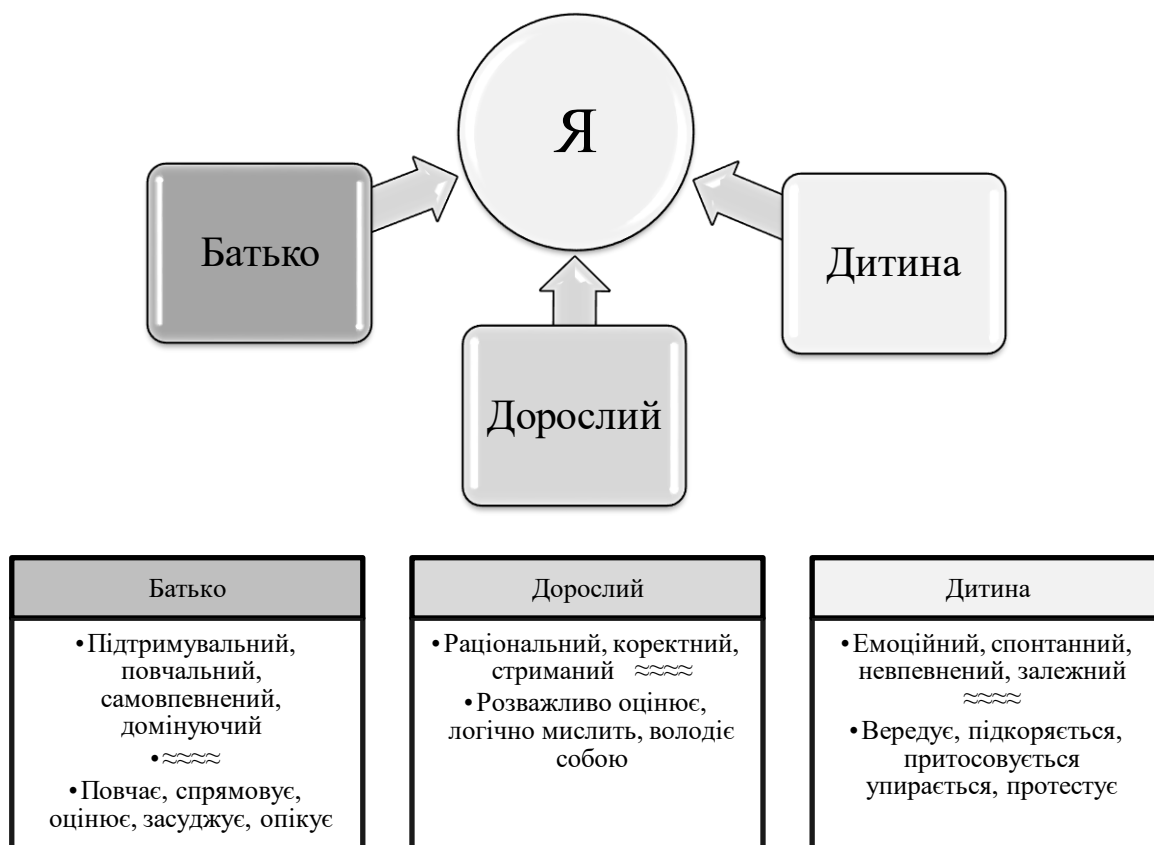 Я
Батько
Дитина
Дорослий
Батько
•Підтримувальний,
повчальний,
самовпевнений,
домінуючий
•≈≈≈≈
•Повчає, спрямовує,
оцінює, засуджує, опікує
Дорослий
•Раціональний, коректний,
стриманий ≈≈≈≈
•Розважливо оцінює,
логічно мислить, володіє
собою
Дитина
•Емоційний, спонтанний,
невпевнений, залежний
≈≈≈≈
•Вередує, підкоряється,
притосовується
упирається, протестує